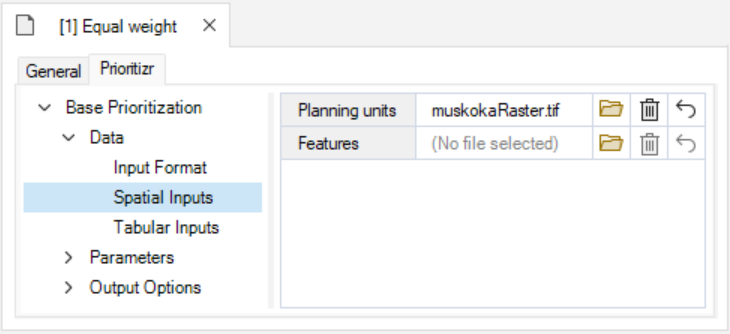 [1] Equal weight
General Prioritizr
Base Prioritization
Data
Input Format
Spatial Inputs
Tabular Inputs
Parameters
Output Options
Planning units muskokaRaster.tif
Features (No file selected)